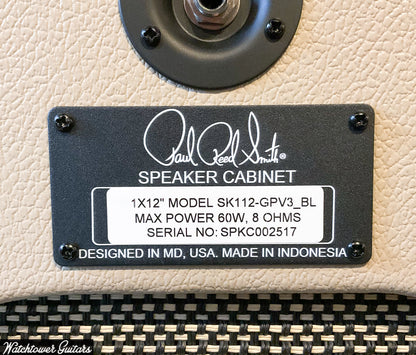 Paul Reed Smith®
SPEAKER CABINET
1X12" MODEL SK112-GPV3_BL
MAX POWER 60W, 8 OHMS
SERIAL NO: SPKC002517
DESIGNED IN MD, USA. MADE IN INDONESIA
Watchtower Guitars